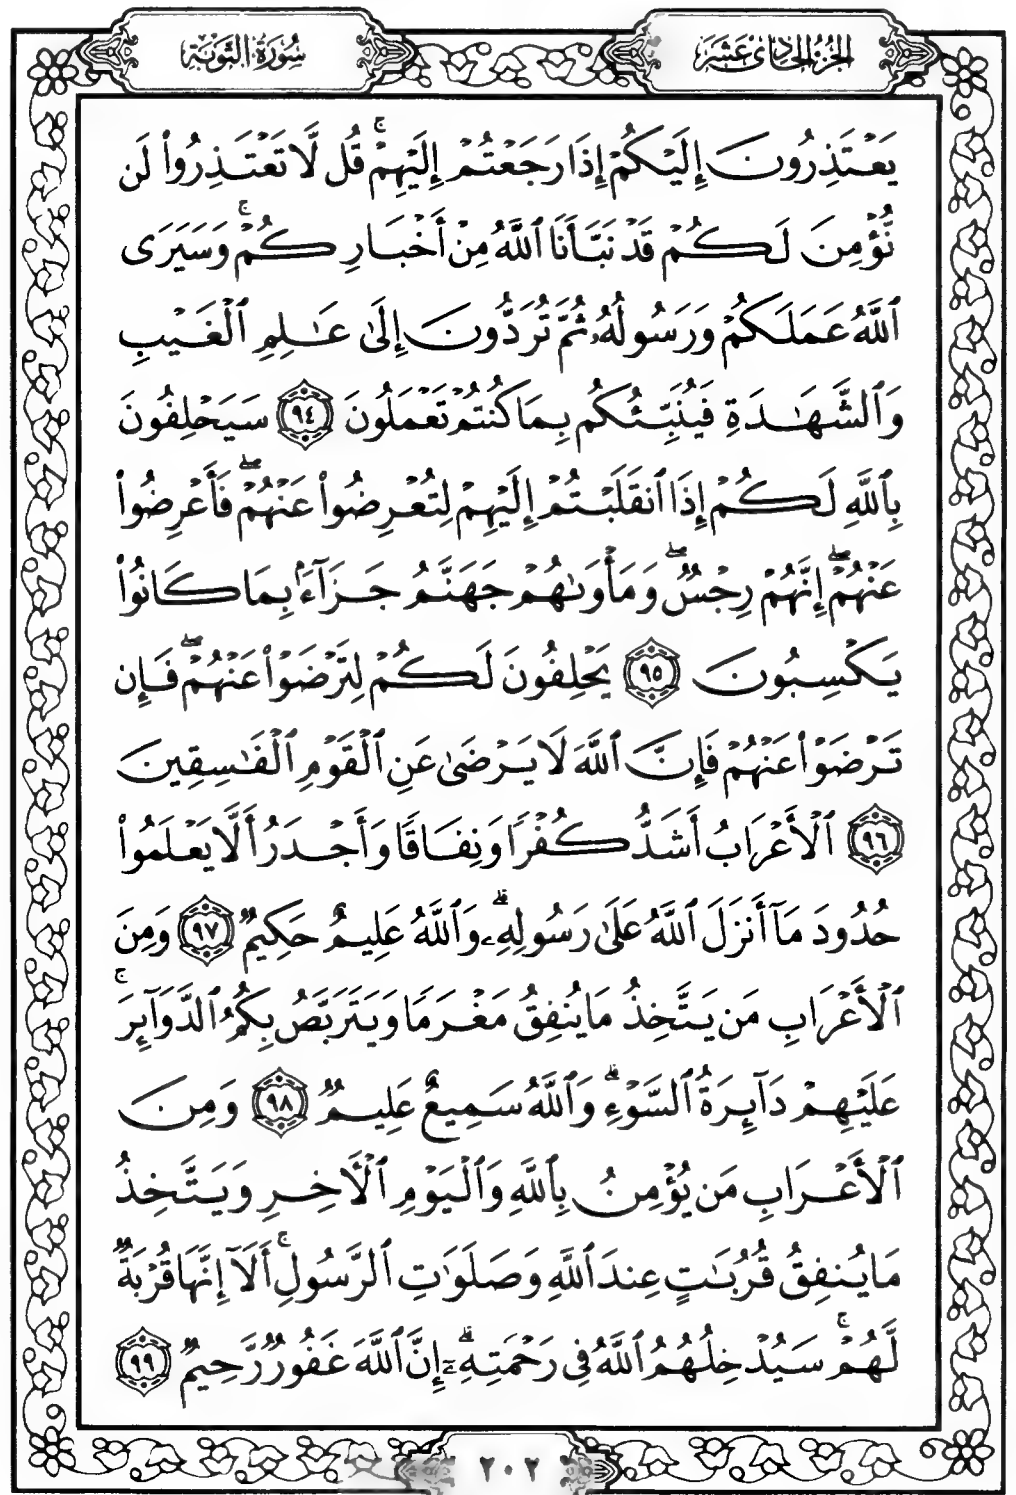 الجزء الحادي عشر
سورة التوبة
يَعْتَذِرُونَ إِلَيْكُمْ إِذَا رَجَعْتُمْ إِلَيْهِمْ ۚ قُل لَّا تَعْتَذِرُوا۟ لَن
نُّؤْمِنَ لَكُمْ قَدْ نَبَّأَنَا ٱللَّهُ مِنْ أَخْبَارِكُمْ ۚ وَسَيَرَى
ٱللَّهُ عَمَلَكُمْ وَرَسُولُهُۥ ثُمَّ تُرَدُّونَ إِلَىٰ عَـٰلِمِ ٱلْغَيْبِ
وَٱلشَّهَـٰدَةِ فَيُنَبِّئُكُم بِمَا كُنتُمْ تَعْمَلُونَ ٩٤ سَيَحْلِفُونَ
بِٱللَّهِ لَكُمْ إِذَا ٱنقَلَبْتُمْ إِلَيْهِمْ لِتُعْرِضُوا۟ عَنْهُمْ ۖ فَأَعْرِضُوا۟
عَنْهُمْ ۖ إِنَّهُمْ رِجْسٌ ۖ وَمَأْوَىٰهُمْ جَهَنَّمُ جَزَآءًۢ بِمَا كَانُوا۟
يَكْسِبُونَ ٩٥ يَحْلِفُونَ لَكُمْ لِتَرْضَوْا۟ عَنْهُمْ ۖ فَإِن
تَرْضَوْا۟ عَنْهُمْ فَإِنَّ ٱللَّهَ لَا يَرْضَىٰ عَنِ ٱلْقَوْمِ ٱلْفَـٰسِقِينَ
٩٦ ٱلْأَعْرَابُ أَشَدُّ كُفْرًا وَنِفَاقًا وَأَجْدَرُ أَلَّا يَعْلَمُوا۟
حُدُودَ مَآ أَنزَلَ ٱللَّهُ عَلَىٰ رَسُولِهِۦ ۗ وَٱللَّهُ عَلِيمٌ حَكِيمٌ ٩٧ وَمِنَ
ٱلْأَعْرَابِ مَن يَتَّخِذُ مَا يُنفِقُ مَغْرَمًا وَيَتَرَبَّصُ بِكُمُ ٱلدَّوَآئِرَ ۚ
عَلَيْهِمْ دَآئِرَةُ ٱلسَّوْءِ ۗ وَٱللَّهُ سَمِيعٌ عَلِيمٌ ٩٨ وَمِنَ
ٱلْأَعْرَابِ مَن يُؤْمِنُ بِٱللَّهِ وَٱلْيَوْمِ ٱلْـَٔاخِرِ وَيَتَّخِذُ
مَا يُنفِقُ قُرُبَـٰتٍ عِندَ ٱللَّهِ وَصَلَوَٰتِ ٱلرَّسُولِ ۚ أَلَآ إِنَّهَا قُرْبَةٌ
لَّهُمْ ۚ سَيُدْخِلُهُمُ ٱللَّهُ فِى رَحْمَتِهِۦٓ ۗ إِنَّ ٱللَّهَ غَفُورٌ رَّحِيمٌ ٩٩
٢٠٢